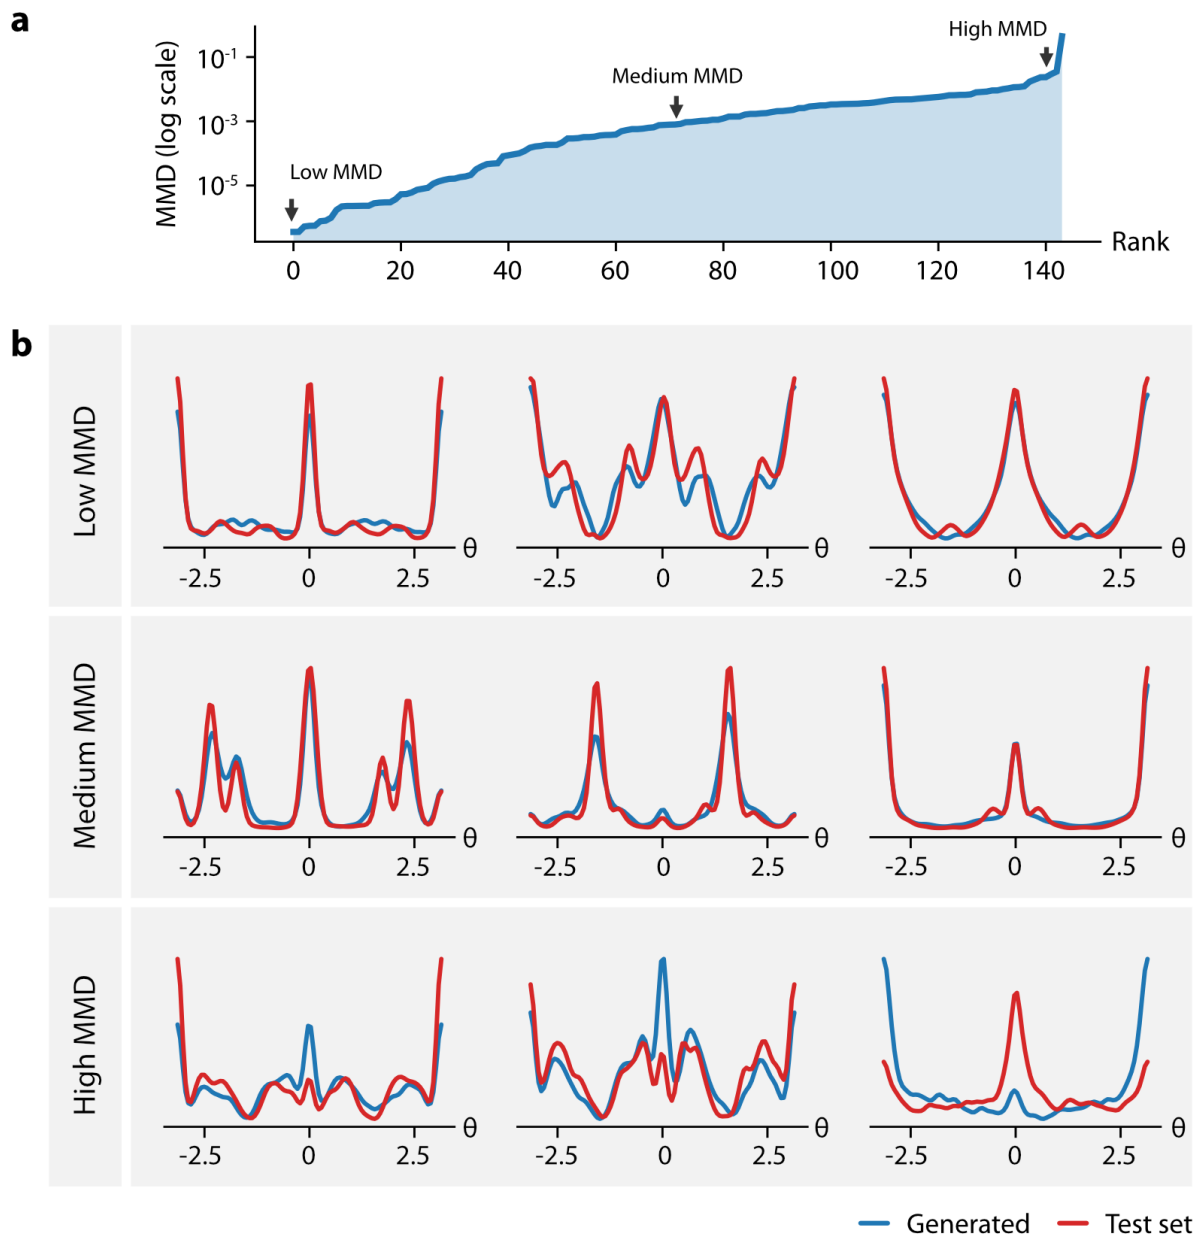 a
MMD (log scale)
10-1
10-3
10-5
Low MMD
Medium MMD
High MMD
0 20 40 60 80 100 120 140
Rank
b
Low MMD
-2.5 0 2.5 θ
-2.5 0 2.5 θ
-2.5 0 2.5 θ
Medium MMD
-2.5 0 2.5 θ
-2.5 0 2.5 θ
-2.5 0 2.5 θ
High MMD
-2.5 0 2.5 θ
-2.5 0 2.5 θ
-2.5 0 2.5 θ
Generated Test set